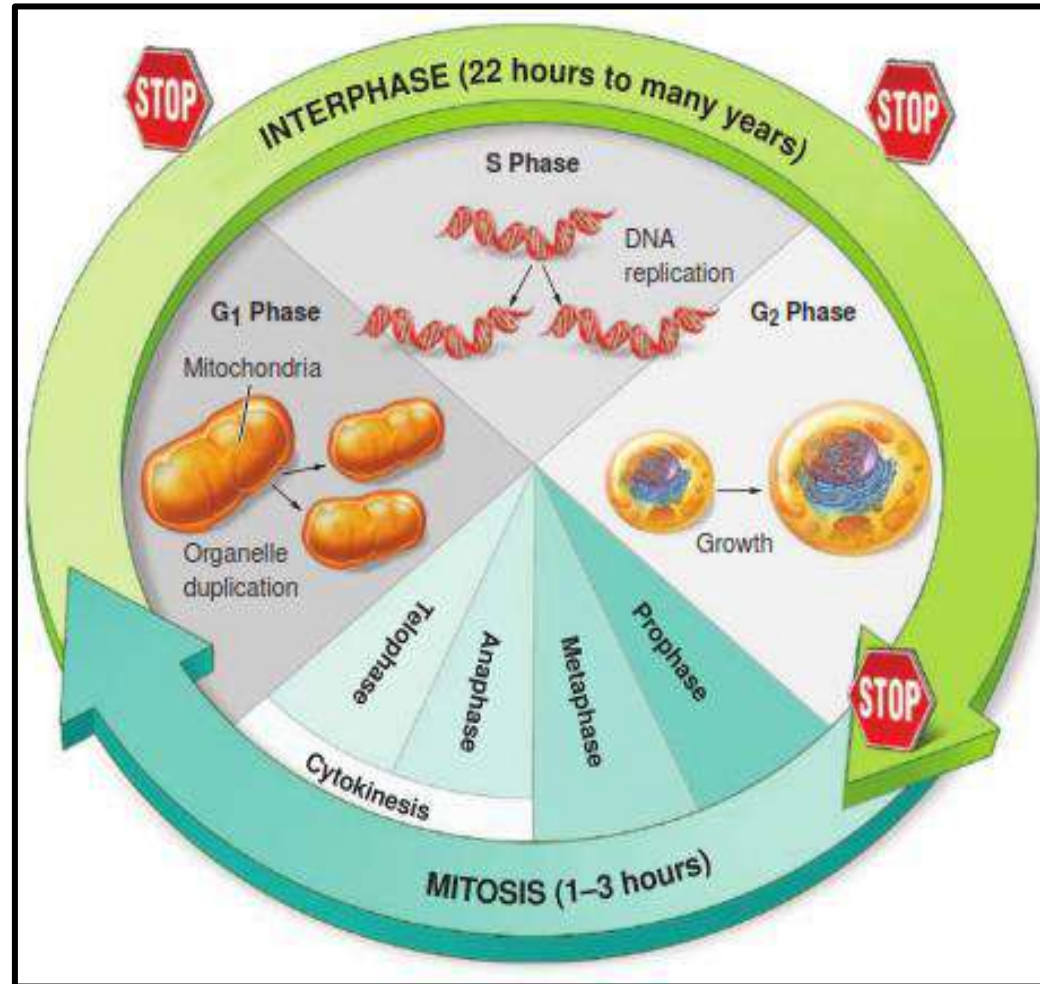 STOP
INTERPHASE (22 hours to many years)
STOP
S Phase
DNA
replication
G1 Phase
G2 Phase
Mitochondria
Organelle
duplication
Growth
Telophase
Anaphase
Metaphase
Prophase
STOP
Cytokinesis
MITOSIS (1–3 hours)